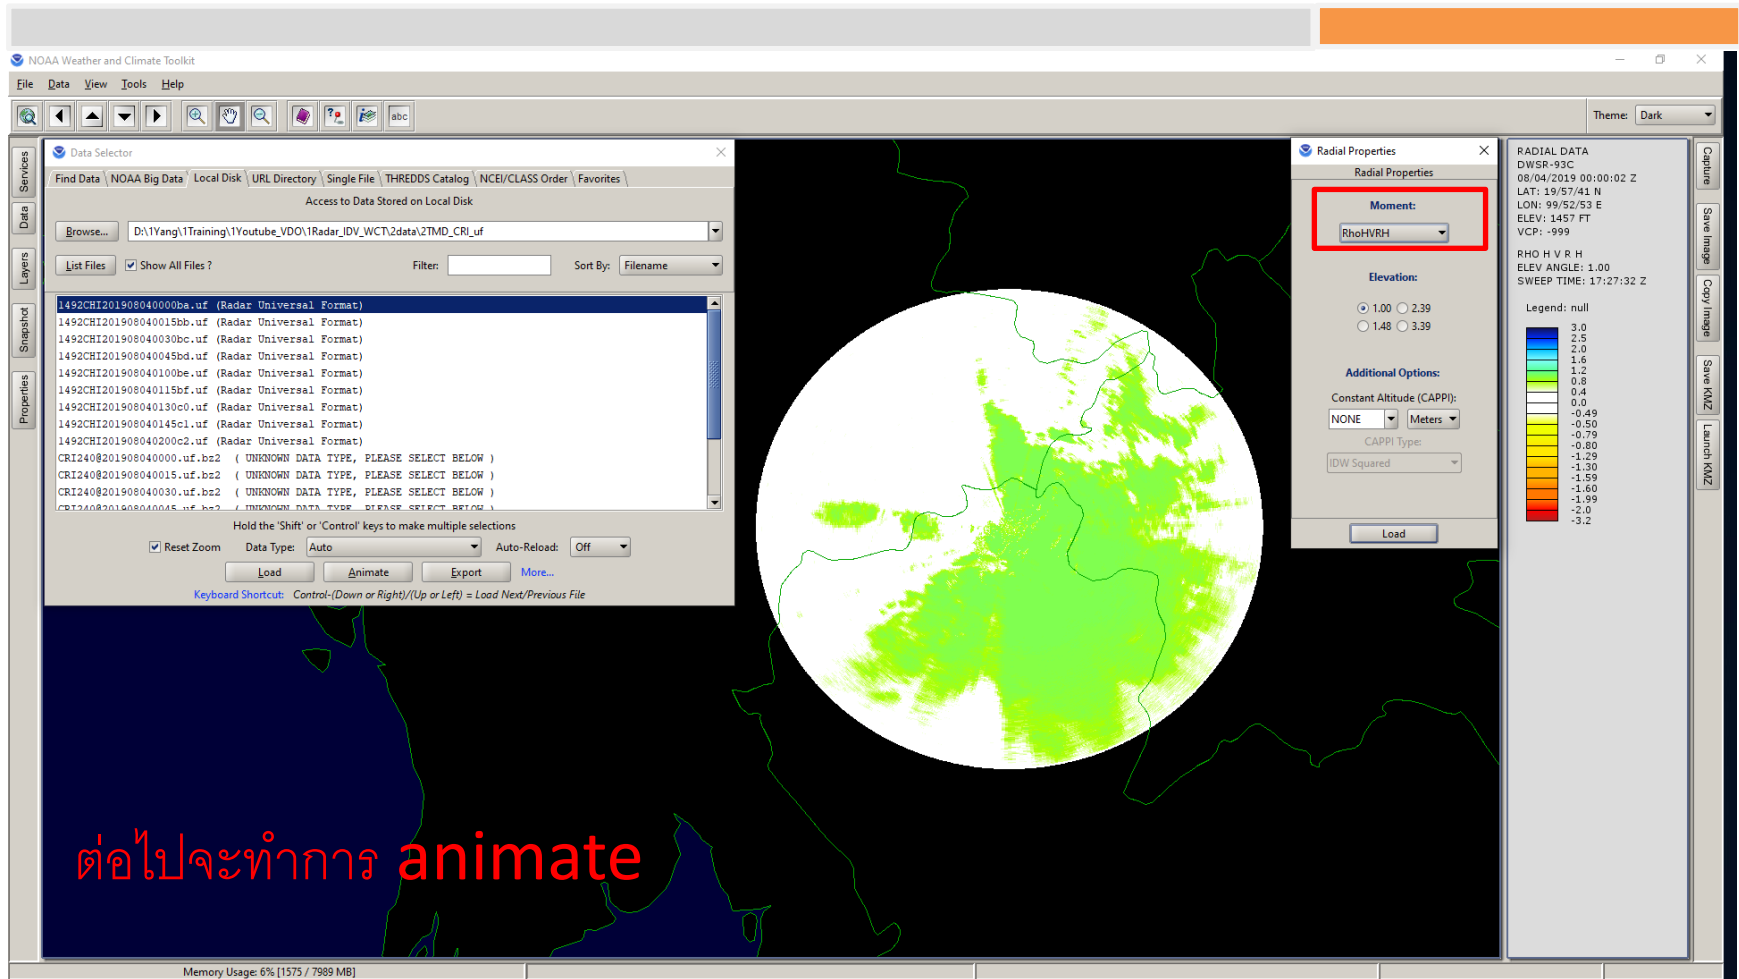 NOAA Weather and Climate Toolkit
File Data View Tools Help
abc
Theme: Dark
Services
Data
Layers
Snapshot
Properties
Data Selector
Find Data NOAA Big Data Local Disk URL Directory Single File THREDDS Catalog NCEI/CLASS Order Favorites
Access to Data Stored on Local Disk
Browse... D:\1Yang\1Training\1Youtube_VDO\1Radar_IDV_WCT\2data\2TMD_CRI_uf
List Files Show All Files ? Filter: Sort By: Filename
1492CHI201908040000ba.uf (Radar Universal Format)
1492CHI201908040015bb.uf (Radar Universal Format)
1492CHI201908040030bc.uf (Radar Universal Format)
1492CHI201908040045bd.uf (Radar Universal Format)
1492CHI201908040100be.uf (Radar Universal Format)
1492CHI201908040115bf.uf (Radar Universal Format)
1492CHI201908040130c0.uf (Radar Universal Format)
1492CHI201908040145c1.uf (Radar Universal Format)
1492CHI201908040200c2.uf (Radar Universal Format)
CRI240@201908040000.uf.bz2 ( UNKNOWN DATA TYPE, PLEASE SELECT BELOW )
CRI240@201908040015.uf.bz2 ( UNKNOWN DATA TYPE, PLEASE SELECT BELOW )
CRI240@201908040030.uf.bz2 ( UNKNOWN DATA TYPE, PLEASE SELECT BELOW )
CRI240@201908040045.uf.bz2 ( UNKNOWN DATA TYPE, PLEASE SELECT BELOW )
Hold the 'Shift' or 'Control' keys to make multiple selections
Reset Zoom Data Type: Auto Auto-Reload: Off
Load Animate Export More...
Keyboard Shortcut: Control-(Down or Right)/(Up or Left) = Load Next/Previous File
Radial Properties
Radial Properties
Moment:
RhoHVRH
Elevation:
1.00 2.39
1.48 3.39
Additional Options:
Constant Altitude (CAPPI):
NONE Meters
CAPPI Type:
IDW Squared
Load
RADIAL DATA
DWSR-93C
08/04/2019 00:00:02 Z
LAT: 19/57/41 N
LON: 99/52/53 E
ELEV: 1457 FT
VCP: -999
RHO H V R H
ELEV ANGLE: 1.00
SWEEP TIME: 17:27:32 Z
Legend: null
3.0
2.5
2.0
1.6
1.2
0.8
0.4
0.0
-0.49
-0.50
-0.79
-0.80
-1.29
-1.30
-1.59
-1.60
-1.99
-2.0
-3.2
Capture
Save Image
Copy Image
Save KMZ
Launch KMZ
ต่อไปจะทำการ animate
Memory Usage: 6% [1575 / 7989 MB]